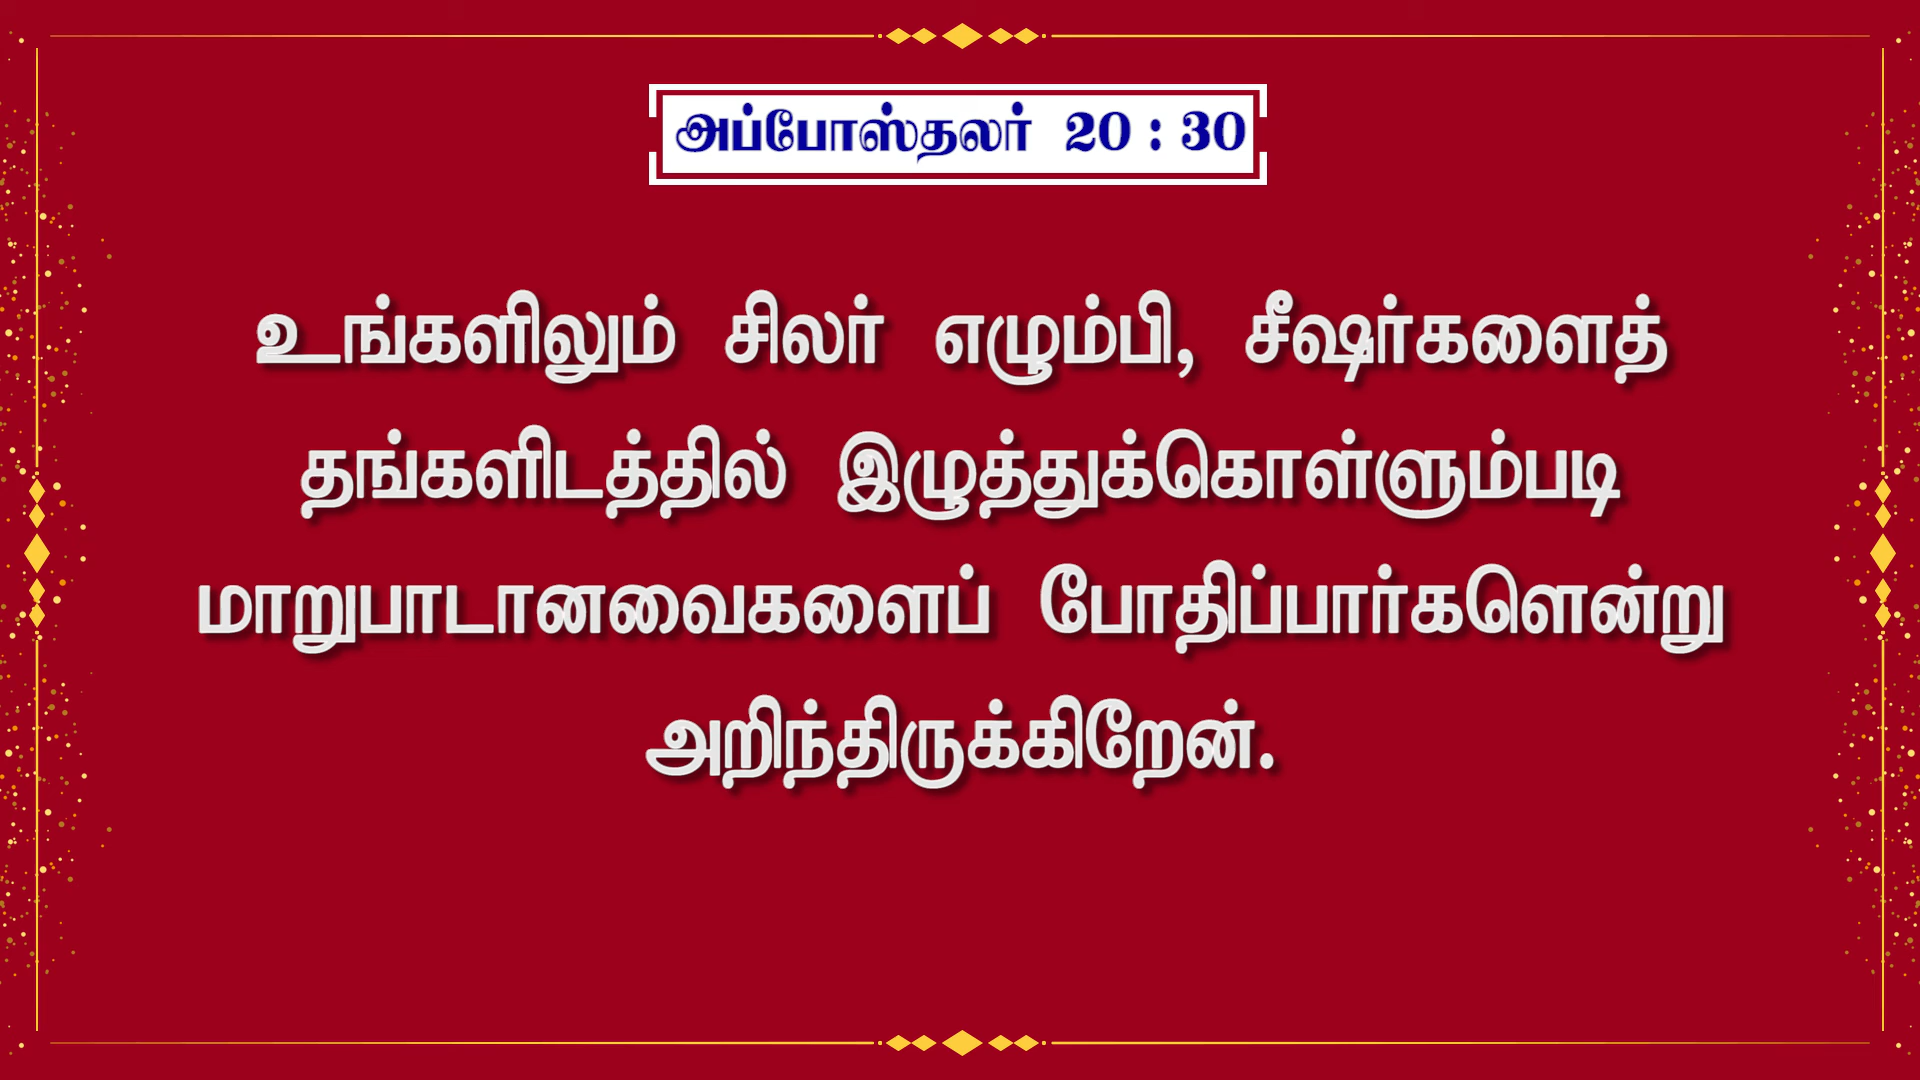 அப்போஸ்தலர் 20 : 30
உங்களிலும் சிலர் எழும்பி, சீஷர்களைத்
தங்களிடத்தில் இழுத்துக்கொள்ளும்படி
மாறுபாடானவைகளைப் போதிப்பார்களென்று
அறிந்திருக்கிறேன்.